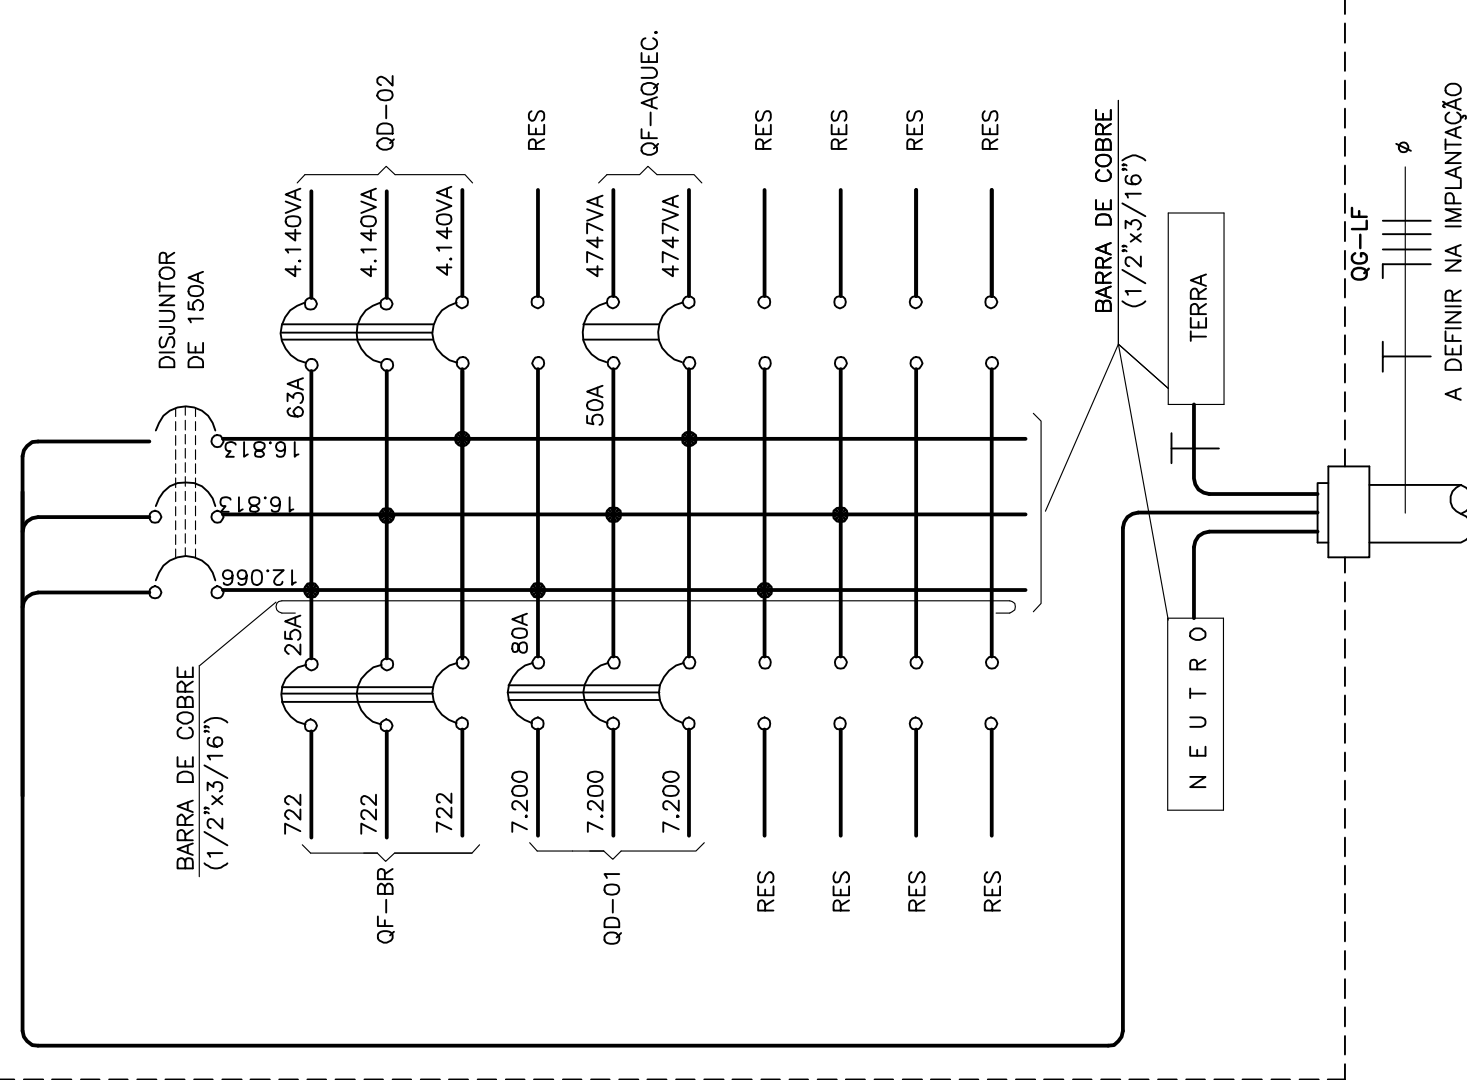 DISJUNTOR
DE 150A
16.813
16.813
12.066
BARRA DE COBRE
(1/2"x3/16")
QD-02
4.140VA
4.140VA
4.140VA
63A
RES
QF-AQUEC.
4747VA
4747VA
50A
RES
RES
RES
RES
25A
722
722
722
QF-BR
80A
7.200
7.200
7.200
QD-01
RES
RES
RES
RES
BARRA DE COBRE
(1/2"x3/16")
TERRA
NEUTRO
QG-LF
ø
A DEFINIR NA IMPLANTAÇÃO